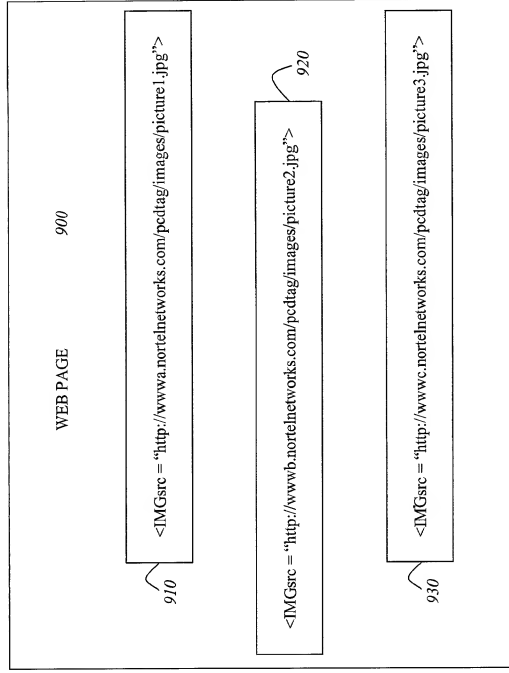 WEB PAGE 900
<IMGsrc = “http://wwwa.nortelnetworks.com/pcdtag/images/picture1.jpg”>
910
<IMGsrc = “http://wwwb.nortelnetworks.com/pcdtag/images/picture2.jpg”>
920
<IMGsrc = “http://wwwc.nortelnetworks.com/pcdtag/images/picture3.jpg”>
930